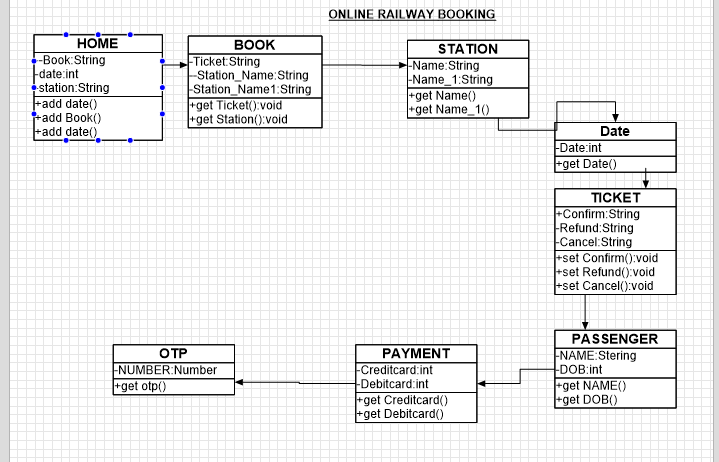 ONLINE RAILWAY BOOKING
HOME
--Book:String
-date:int
-station:String
+add date()
+add Book()
+add date()
BOOK
-Ticket:String
--Station_Name:String
-Station_Name1:String
+get Ticket():void
+get Station():void
STATION
-Name:String
-Name_1:String
+get Name()
+get Name_1()
Date
-Date:int
+get Date()
TICKET
+Confirm:String
-Refund:String
-Cancel:String
+set Confirm():void
+set Refund():void
+set Cancel():void
PASSENGER
-NAME:Stering
-DOB:int
+get NAME()
+get DOB()
PAYMENT
-Creditcard:int
-Debitcard:int
+get Creditcard()
+get Debitcard()
OTP
-NUMBER:Number
+get otp()